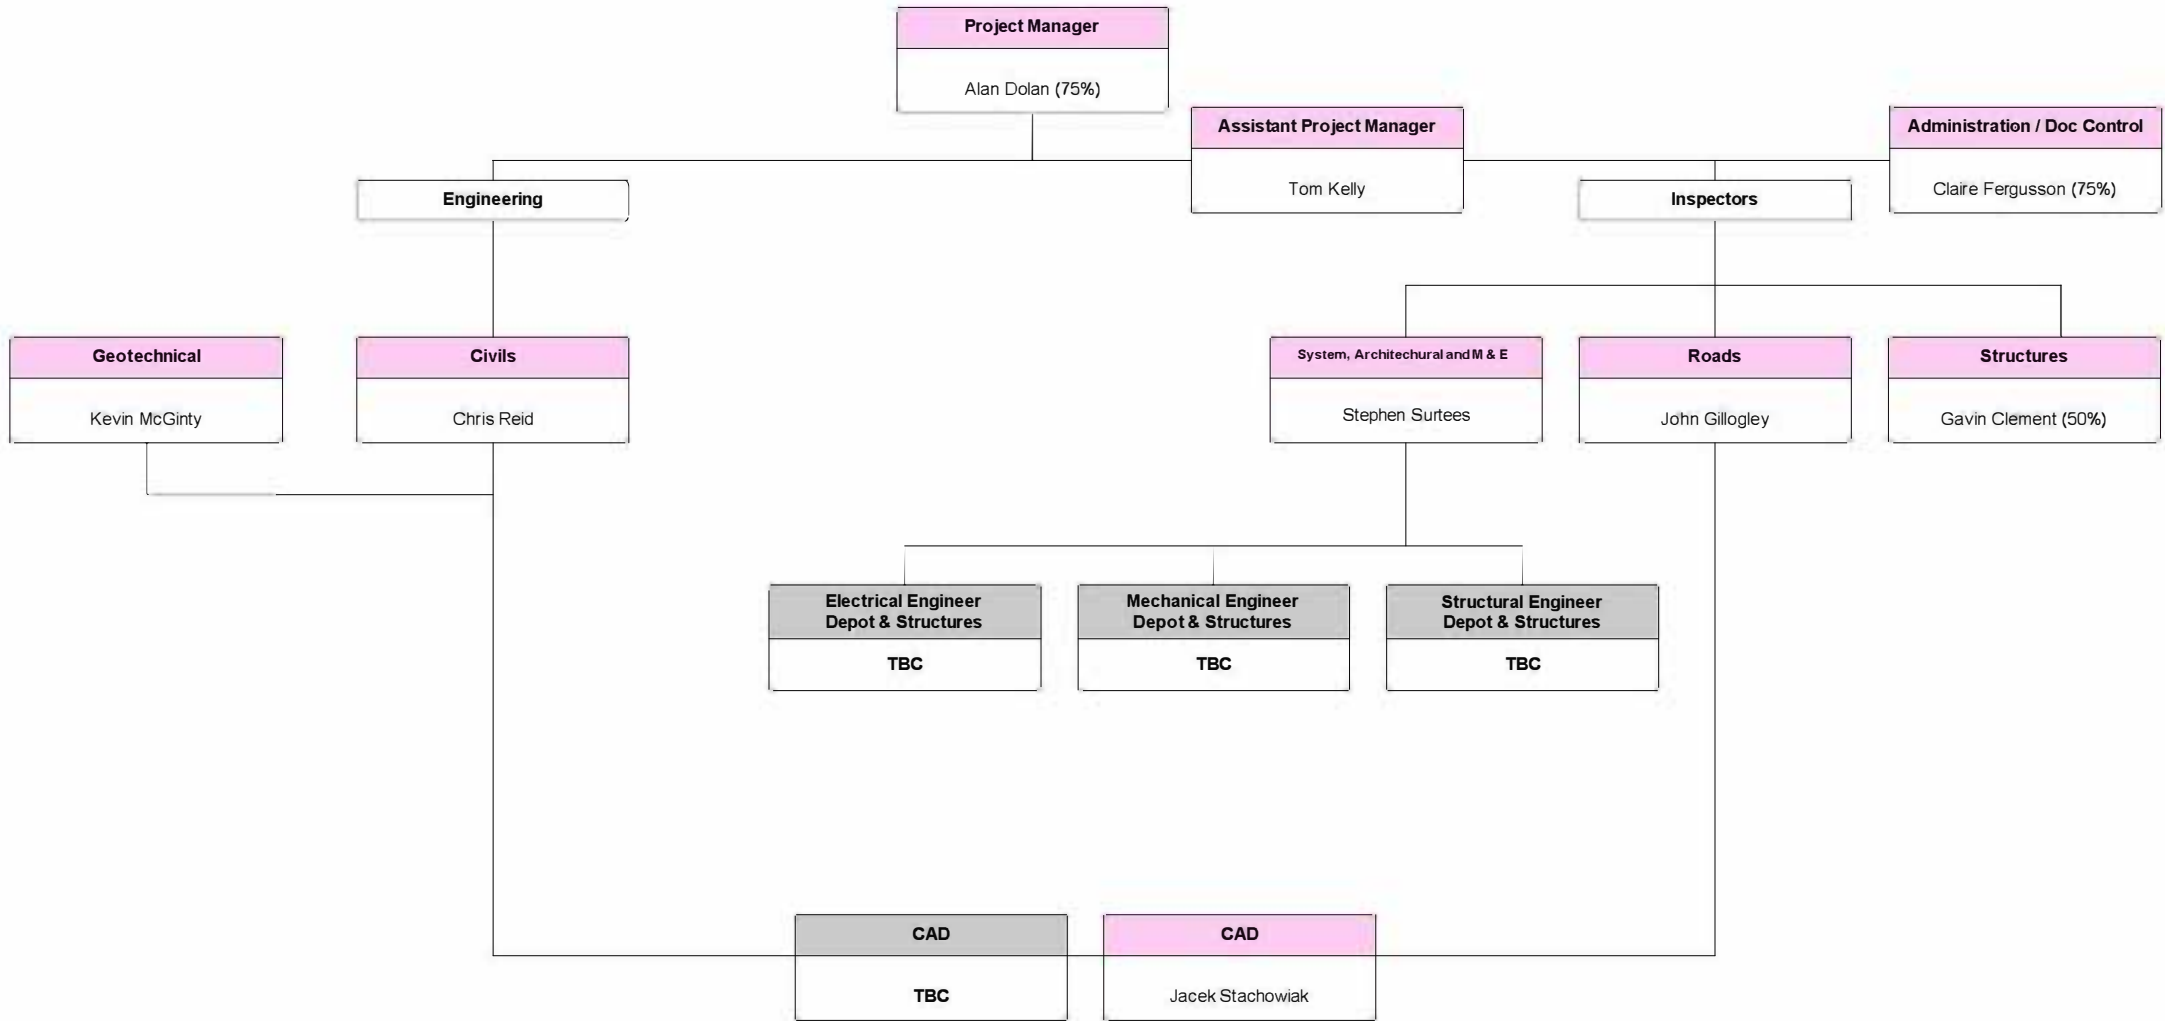 Project Manager
Alan Dolan (75%)
Assistant Project Manager
Tom Kelly
Administration / Doc Control
Claire Fergusson (75%)
Engineering
Inspectors
Geotechnical
Kevin McGinty
Civils
Chris Reid
System, Architechural and M & E
Stephen Surtees
Roads
John Gillogley
Structures
Gavin Clement (50%)
Electrical Engineer
Depot & Structures
TBC
Mechanical Engineer
Depot & Structures
TBC
Structural Engineer
Depot & Structures
TBC
CAD
TBC
CAD
Jacek Stachowiak